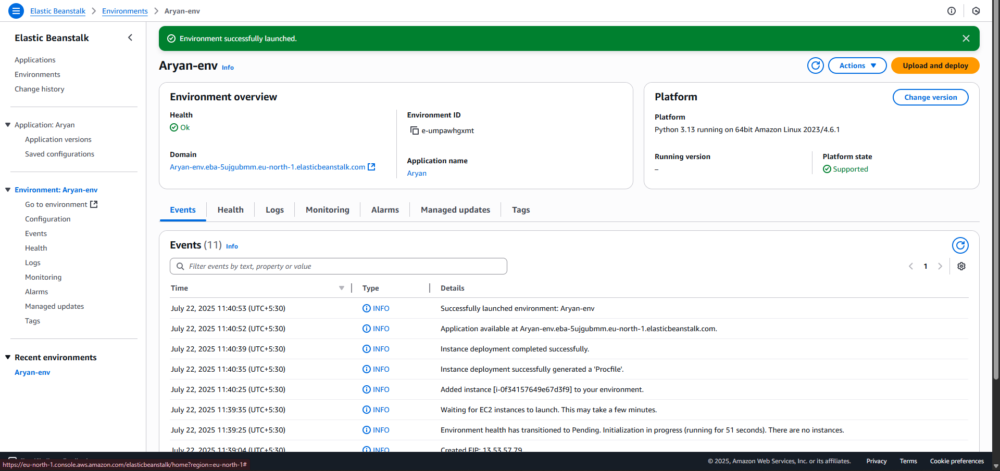 Elastic Beanstalk > Environments > Aryan-env
Elastic Beanstalk
Applications
Environments
Change history
Application: Aryan
Application versions
Saved configurations
Environment: Aryan-env
Go to environment
Configuration
Events
Health
Logs
Monitoring
Alarms
Managed updates
Tags
Recent environments
Aryan-env
Environment successfully launched.
Aryan-env Info
Actions
Upload and deploy
Environment overview
Health
Ok
Domain
Aryan-env.eba-5ujgubmm.eu-north-1.elasticbeanstalk.com
Environment ID
e-umpawhgxmt
Application name
Aryan
Platform
Change version
Platform
Python 3.13 running on 64bit Amazon Linux 2023/4.6.1
Running version
–
Platform state
Supported
Events Health Logs Monitoring Alarms Managed updates Tags
Events (11) Info
Filter events by text, property or value
1
Time Type Details
July 22, 2025 11:40:53 (UTC+5:30) INFO Successfully launched environment: Aryan-env
July 22, 2025 11:40:52 (UTC+5:30) INFO Application available at Aryan-env.eba-5ujgubmm.eu-north-1.elasticbeanstalk.com.
July 22, 2025 11:40:39 (UTC+5:30) INFO Instance deployment completed successfully.
July 22, 2025 11:40:35 (UTC+5:30) INFO Instance deployment successfully generated a 'Procfile'.
July 22, 2025 11:40:25 (UTC+5:30) INFO Added instance [i-0f34157649e67d3f9] to your environment.
July 22, 2025 11:39:35 (UTC+5:30) INFO Waiting for EC2 instances to launch. This may take a few minutes.
July 22, 2025 11:39:25 (UTC+5:30) INFO Environment health has transitioned to Pending. Initialization in progress (running for 51 seconds). There are no instances.
July 22, 2025 11:39:04 (UTC+5:30) INFO Created EIP: 13.53.57.79
https://eu-north-1.console.aws.amazon.com/elasticbeanstalk/home?region=eu-north-1#
© 2025, Amazon Web Services, Inc. or its affiliates. Privacy Terms Cookie preferences